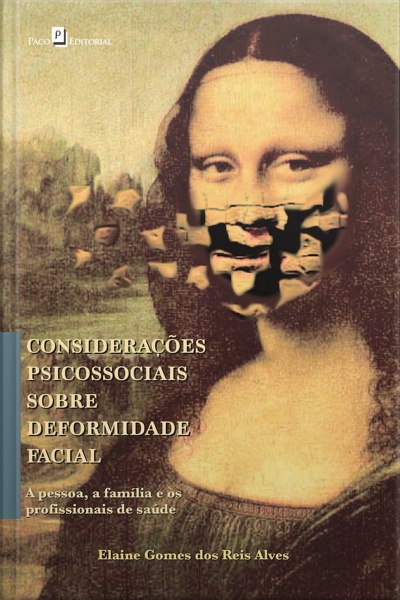 PACO P EDITORIAL
CONSIDERAÇÕES
PSICOSSOCIAIS
SOBRE
DEFORMIDADE
FACIAL
A pessoa, a família e os
profissionais de saúde
Elaine Gomes dos Reis Alves